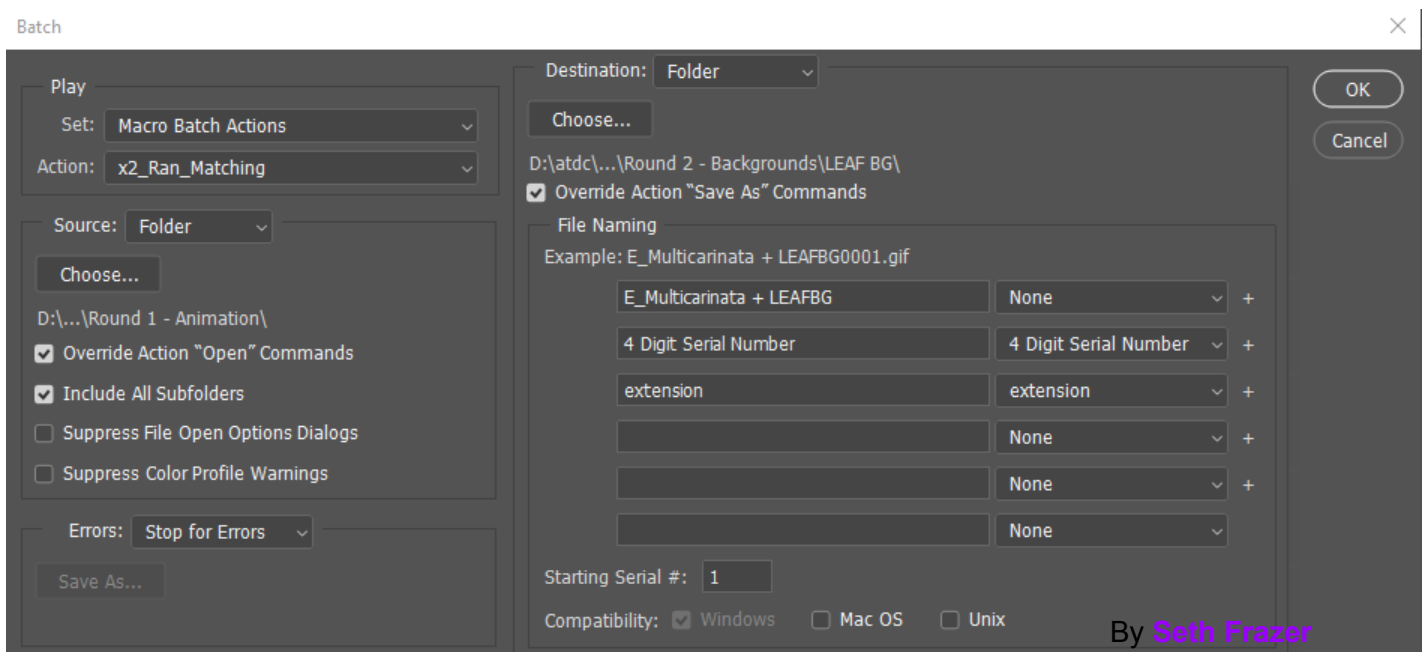 Batch
Play
Set: Macro Batch Actions
Action: x2_Ran_Matching
Source: Folder
Choose...
D:\...\Round 1 - Animation\
Override Action “Open” Commands
Include All Subfolders
Suppress File Open Options Dialogs
Suppress Color Profile Warnings
Errors: Stop for Errors
Save As...
Destination: Folder
Choose...
D:\atdc\...\Round 2 - Backgrounds\LEAF BG\
Override Action “Save As” Commands
File Naming
Example: E_Multicarinata + LEAFBG0001.gif
E_Multicarinata + LEAFBG None +
4 Digit Serial Number 4 Digit Serial Number +
extension extension +
None +
None +
None
Starting Serial #: 1
Compatibility: Windows Mac OS Unix
OK
Cancel
By Seth Frazer